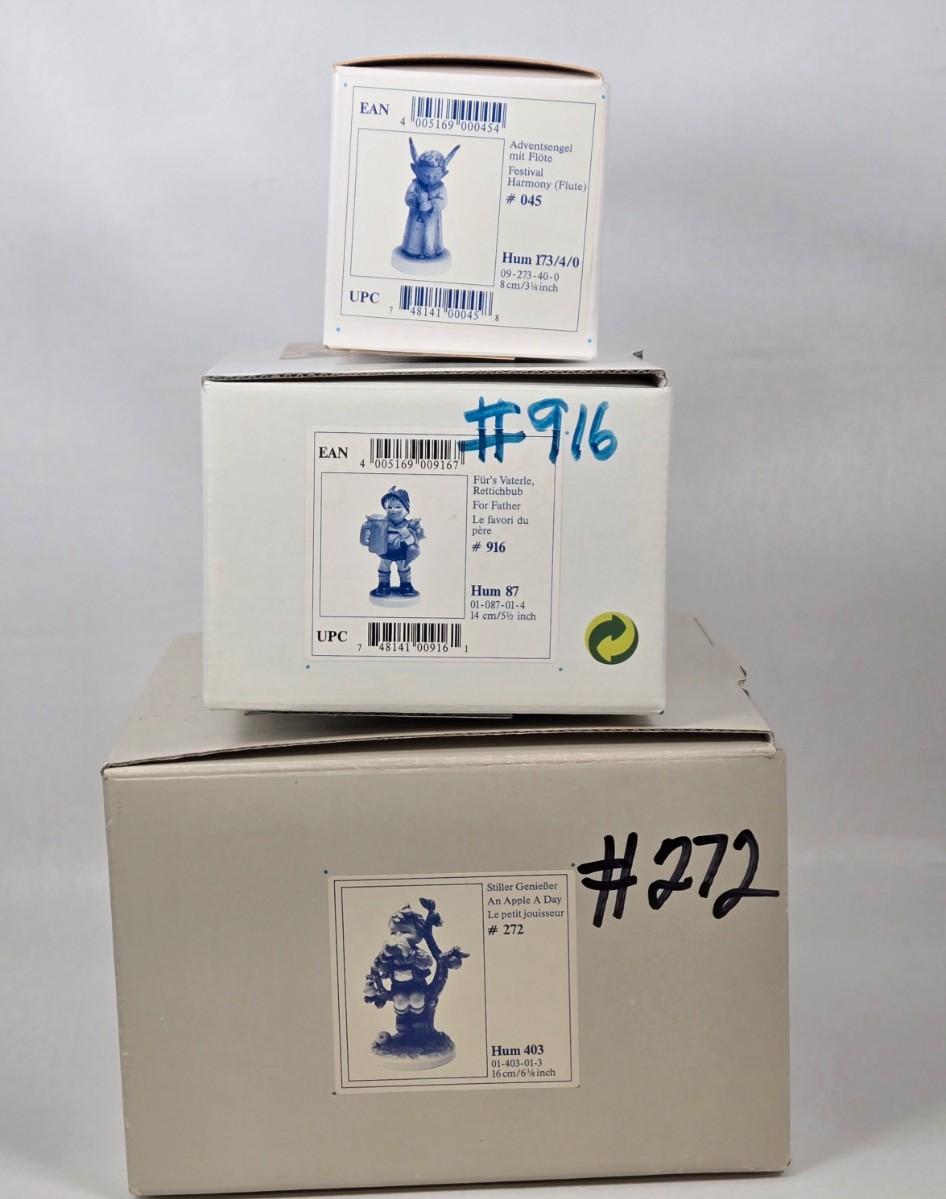 EAN
4 005169 000454
Adventsengel
mit Flöte
Festival
Harmony (Flute)
# 045
Hum 173/4/0
09-273-40-0
8 cm/3⅛ inch
UPC
7 48141 00045 8
#916
EAN
4 005169 009167
Für's Vaterle,
Rettichbub
For Father
Le favori du
père
# 916
Hum 87
01-087-01-4
14 cm/5½ inch
UPC
7 48141 00916 1
#272
Stiller Genießer
An Apple A Day
Le petit jouisseur
# 272
Hum 403
01-403-01-3
16 cm/6⅜ inch